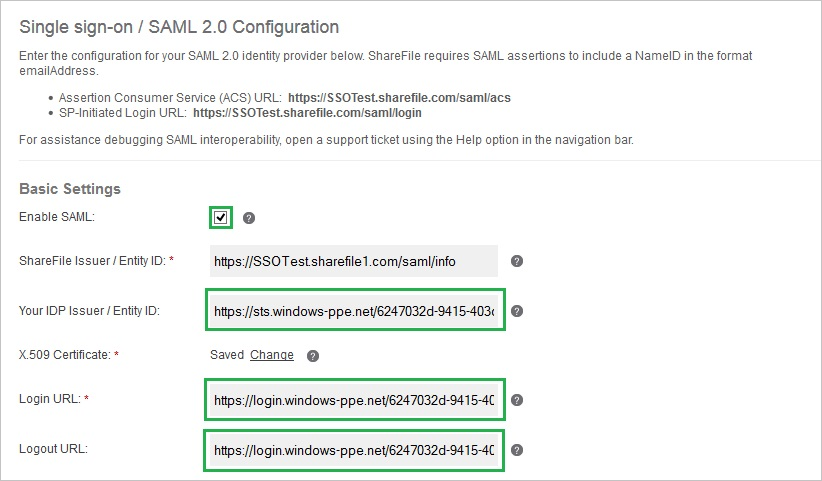 Single sign-on / SAML 2.0 Configuration
Enter the configuration for your SAML 2.0 identity provider below. ShareFile requires SAML assertions to include a NameID in the format
emailAddress.
• Assertion Consumer Service (ACS) URL: https://SSOTest.sharefile.com/saml/acs
• SP-Initiated Login URL: https://SSOTest.sharefile.com/saml/login
For assistance debugging SAML interoperability, open a support ticket using the Help option in the navigation bar.
Basic Settings
Enable SAML: ?
ShareFile Issuer / Entity ID: * https://SSOTest.sharefile1.com/saml/info ?
Your IDP Issuer / Entity ID: https://sts.windows-ppe.net/6247032d-9415-403c ?
X.509 Certificate: * Saved Change ?
Login URL: * https://login.windows-ppe.net/6247032d-9415-40 ?
Logout URL: https://login.windows-ppe.net/6247032d-9415-40 ?